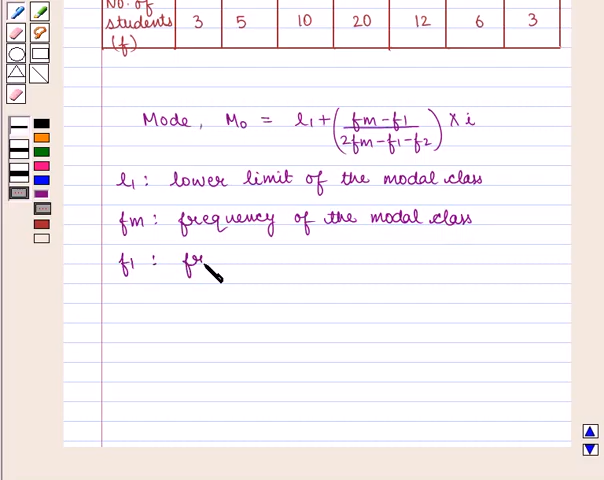 No. of
students 3 5 10 20 12 6 3
(f)
Mode, M₀ = l₁ + ( fm - f₁ / 2fm - f₁ - f₂ ) × i
l₁ : lower limit of the modal class
fm : frequency of the modal class
f₁ : fr